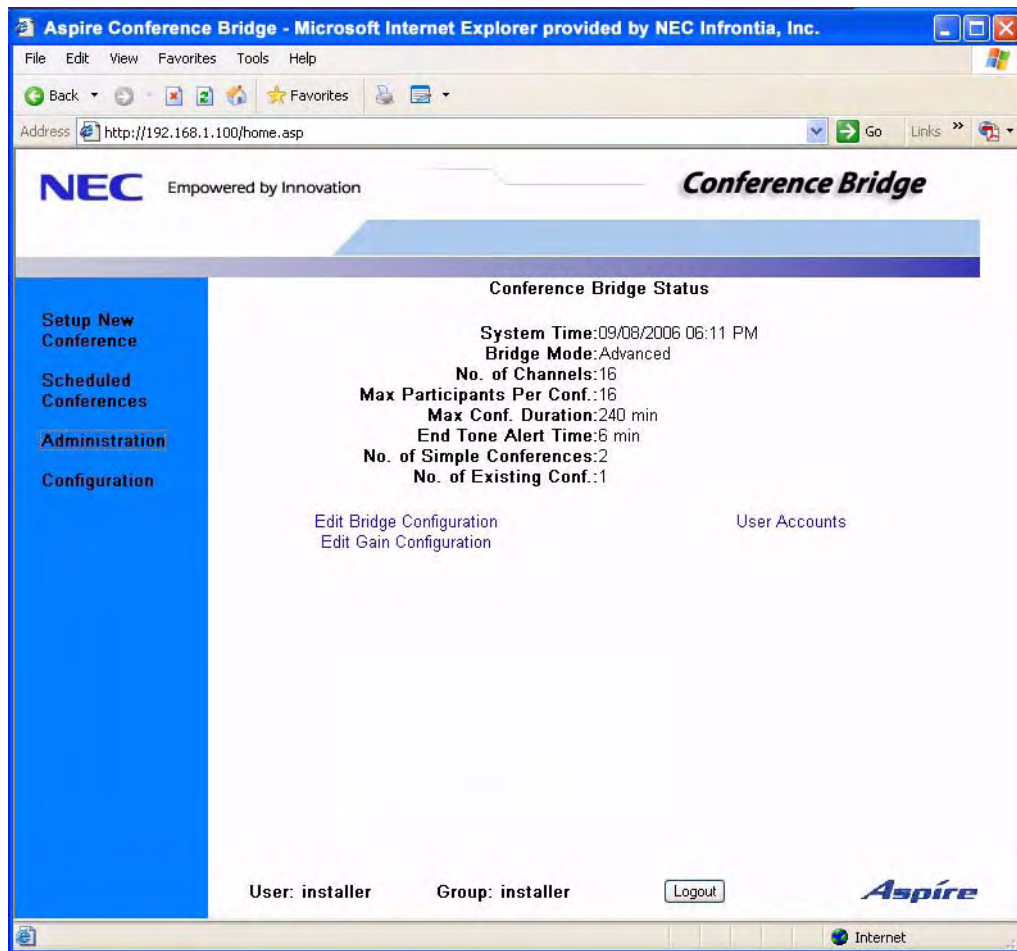 Aspire Conference Bridge - Microsoft Internet Explorer provided by NEC Infrontia, Inc.
File Edit View Favorites Tools Help
Back Favorites
Address http://192.168.1.100/home.asp Go Links »
NEC Empowered by Innovation Conference Bridge
Conference Bridge Status
Setup New
Conference
Scheduled
Conferences
Administration
Configuration
System Time:09/08/2006 06:11 PM
Bridge Mode:Advanced
No. of Channels:16
Max Participants Per Conf.:16
Max Conf. Duration:240 min
End Tone Alert Time:6 min
No. of Simple Conferences:2
No. of Existing Conf.:1
Edit Bridge Configuration User Accounts
Edit Gain Configuration
User: installer Group: installer Logout Aspire
Internet